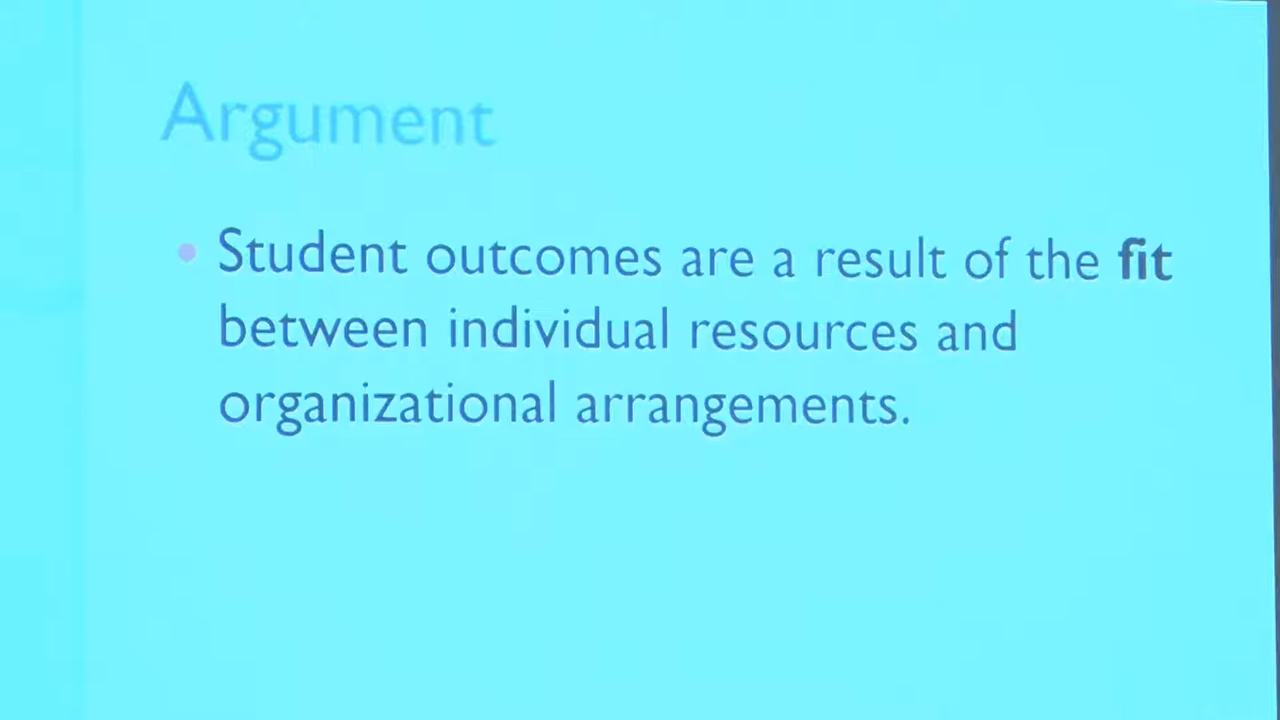 Argument
• Student outcomes are a result of the fit
between individual resources and
organizational arrangements.